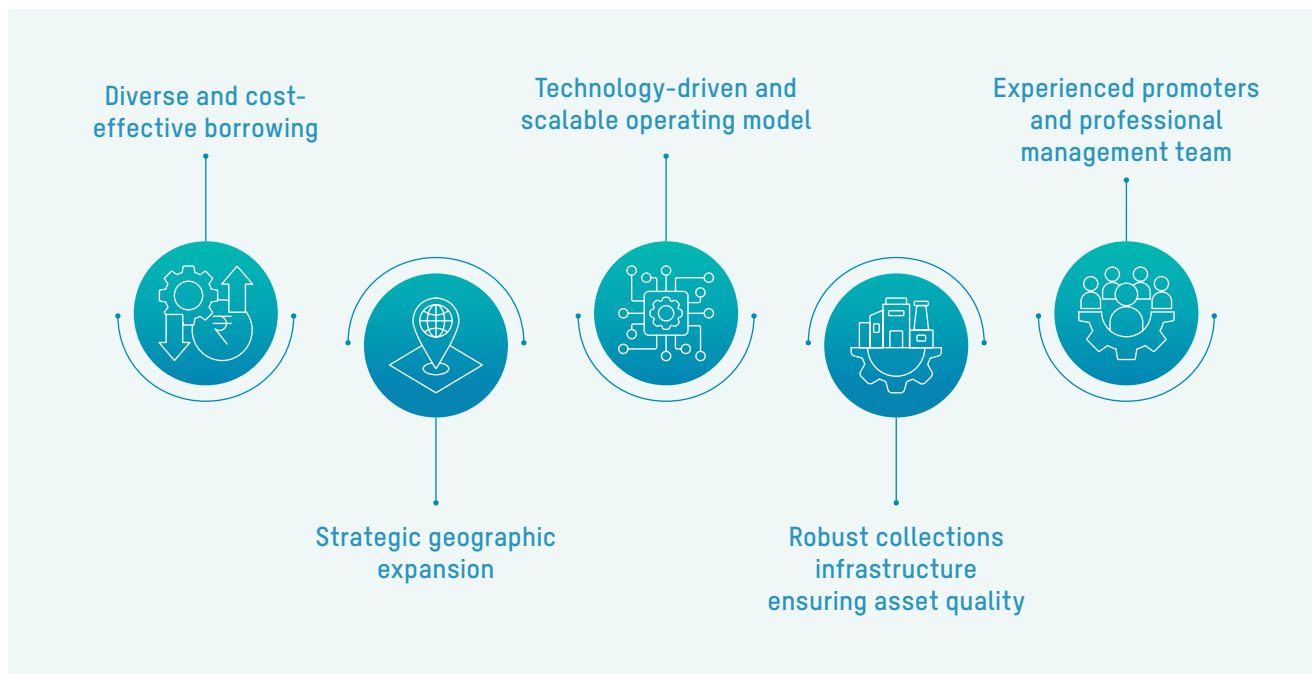 Diverse and cost-
effective borrowing
Technology-driven and
scalable operating model
Experienced promoters
and professional
management team
₹
Strategic geographic
expansion
Robust collections
infrastructure
ensuring asset quality